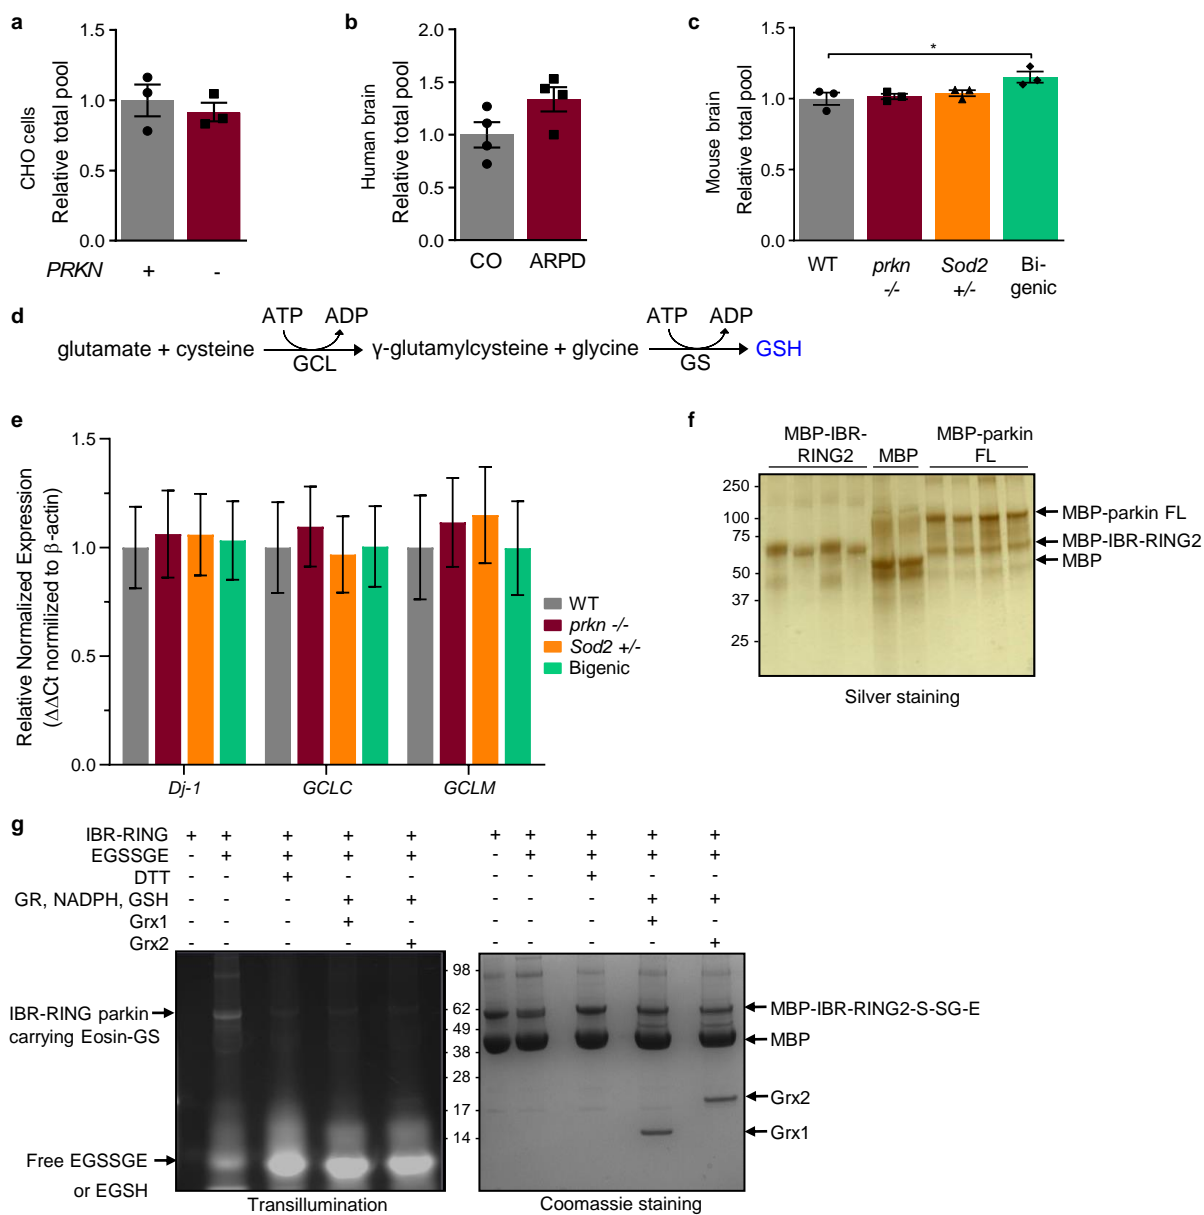 a
1.5
1.0
0.5
0.0
CHO cells
Relative total pool
PRKN + -
b
2.0
1.5
1.0
0.5
0.0
Human brain
Relative total pool
CO ARPD
c
1.5
1.0
0.5
0.0
Mouse brain
Relative total pool
*
WT prkn Sod2 Bi-
-/- +/- genic
d
ATP ADP ATP ADP
glutamate + cysteine γ-glutamylcysteine + glycine GSH
GCL GS
e
1.5
1.0
0.5
0.0
Relative Normalized Expression
(ΔΔCt normilized to β-actin)
WT
prkn -/-
Sod2 +/-
Bigenic
Dj-1 GCLC GCLM
f
MBP-IBR- MBP-parkin
RING2 MBP FL
250
100
75
50
37
25
MBP-parkin FL
MBP-IBR-RING2
MBP
Silver staining
g
IBR-RING + + + + + + + + + +
EGSSGE - + + + + - + + + +
DTT - - + - - - - + - -
GR, NADPH, GSH - - - + + - - - + +
Grx1 - - - + - - - - + -
Grx2 - - - - + - - - - +
98
62
49
38
28
17
14
IBR-RING parkin
carrying Eosin-GS
Free EGSSGE
or EGSH
MBP-IBR-RING2-S-SG-E
MBP
Grx2
Grx1
Transillumination Coomassie staining